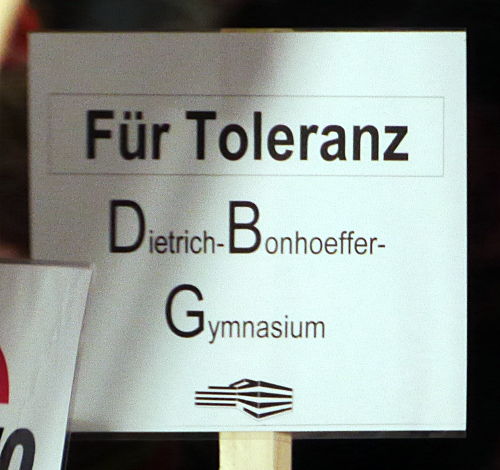 Für Toleranz
Dietrich-Bonhoeffer-
Gymnasium